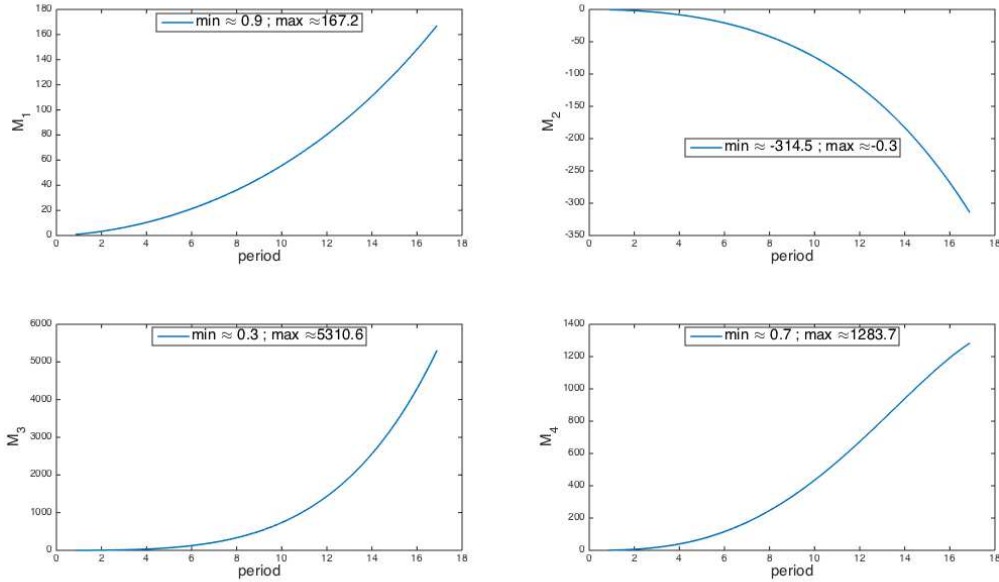 180
160
140
120
100
80
60
40
20
0
M1
min ≈ 0.9 ; max ≈167.2
0 2 4 6 8 10 12 14 16 18
period
0
-50
-100
-150
-200
-250
-300
-350
M2
min ≈ -314.5 ; max ≈-0.3
0 2 4 6 8 10 12 14 16 18
period
6000
5000
4000
3000
2000
1000
0
M3
min ≈ 0.3 ; max ≈5310.6
0 2 4 6 8 10 12 14 16 18
period
1400
1200
1000
800
600
400
200
0
M4
min ≈ 0.7 ; max ≈1283.7
0 2 4 6 8 10 12 14 16 18
period